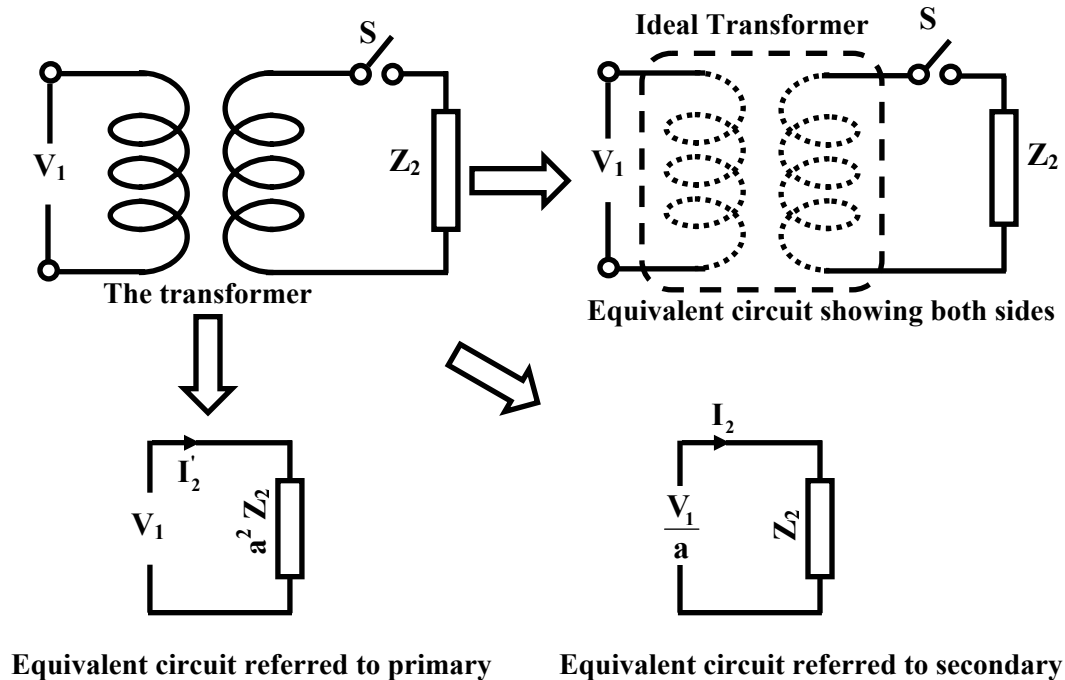 Ideal Transformer
S
S
V₁
Z₂
V₁
Z₂
The transformer
Equivalent circuit showing both sides
I₂'
V₁
a² Z₂
I₂
V₁
a
Z₂
Equivalent circuit referred to primary
Equivalent circuit referred to secondary